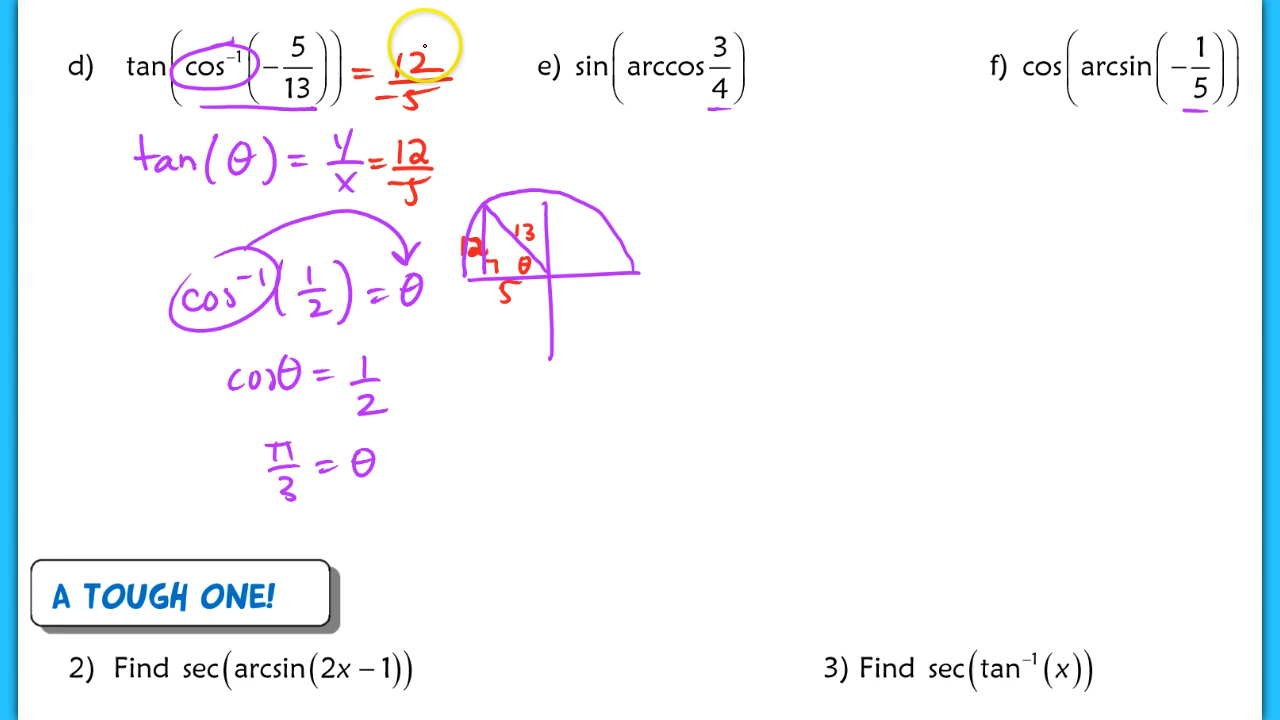 d) tan(cos⁻¹(−5/13)) = 12/−5
e) sin(arccos 3/4)
f) cos(arcsin(−1/5))
tan(θ) = y/x = 12/−5
12 13 θ 5
cos⁻¹(1/2) = θ
cosθ = 1/2
π/3 = θ
A TOUGH ONE!
2) Find sec(arcsin(2x − 1))
3) Find sec(tan⁻¹(x))